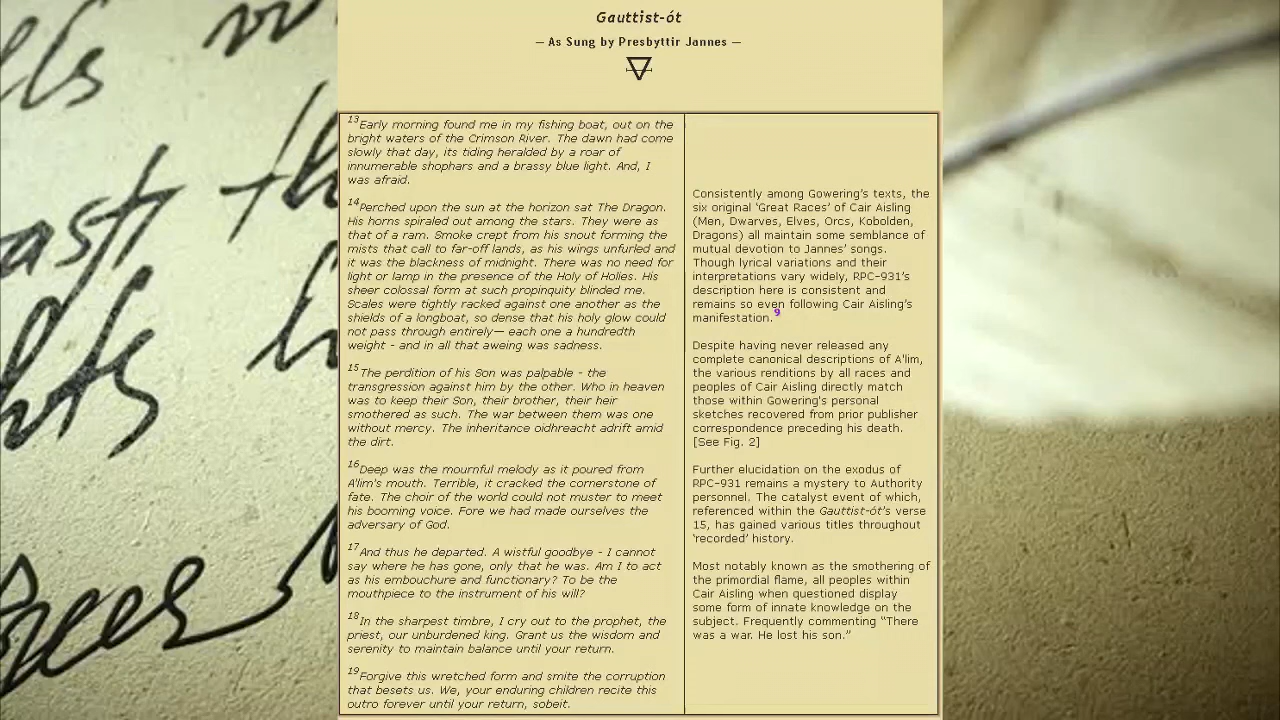 Gauttist-ót
— As Sung by Presbyttir Jannes —
13Early morning found me in my fishing boat, out on the
bright waters of the Crimson River. The dawn had come
slowly that day, its tiding heralded by a roar of
innumerable shophars and a brassy blue light. And, I
was afraid.
14Perched upon the sun at the horizon sat The Dragon.
His horns spiraled out among the stars. They were as
that of a ram. Smoke crept from his snout forming the
mists that call to far-off lands, as his wings unfurled and
it was the blackness of midnight. There was no need for
light or lamp in the presence of the Holy of Holies. His
sheer colossal form at such propinquity blinded me.
Scales were tightly racked against one another as the
shields of a longboat, so dense that his holy glow could
not pass through entirely— each one a hundredth
weight - and in all that aweing was sadness.
15The perdition of his Son was palpable - the
transgression against him by the other. Who in heaven
was to keep their Son, their brother, their heir
smothered as such. The war between them was one
without mercy. The inheritance oidhreacht adrift amid
the dirt.
16Deep was the mournful melody as it poured from
A'lim's mouth. Terrible, it cracked the cornerstone of
fate. The choir of the world could not muster to meet
his booming voice. Fore we had made ourselves the
adversary of God.
17And thus he departed. A wistful goodbye - I cannot
say where he has gone, only that he was. Am I to act
as his embouchure and functionary? To be the
mouthpiece to the instrument of his will?
18In the sharpest timbre, I cry out to the prophet, the
priest, our unburdened king. Grant us the wisdom and
serenity to maintain balance until your return.
19Forgive this wretched form and smite the corruption
that besets us. We, your enduring children recite this
outro forever until your return, sobeit.
Consistently among Gowering's texts, the
six original 'Great Races' of Cair Aisling
(Men, Dwarves, Elves, Orcs, Kobolden,
Dragons) all maintain some semblance of
mutual devotion to Jannes' songs.
Though lyrical variations and their
interpretations vary widely, RPC-931's
description here is consistent and
remains so even following Cair Aisling's
manifestation.9
Despite having never released any
complete canonical descriptions of A'lim,
the various renditions by all races and
peoples of Cair Aisling directly match
those within Gowering's personal
sketches recovered from prior publisher
correspondence preceding his death.
[See Fig. 2]
Further elucidation on the exodus of
RPC-931 remains a mystery to Authority
personnel. The catalyst event of which,
referenced within the Gauttist-ót's verse
15, has gained various titles throughout
'recorded' history.
Most notably known as the smothering of
the primordial flame, all peoples within
Cair Aisling when questioned display
some form of innate knowledge on the
subject. Frequently commenting "There
was a war. He lost his son."